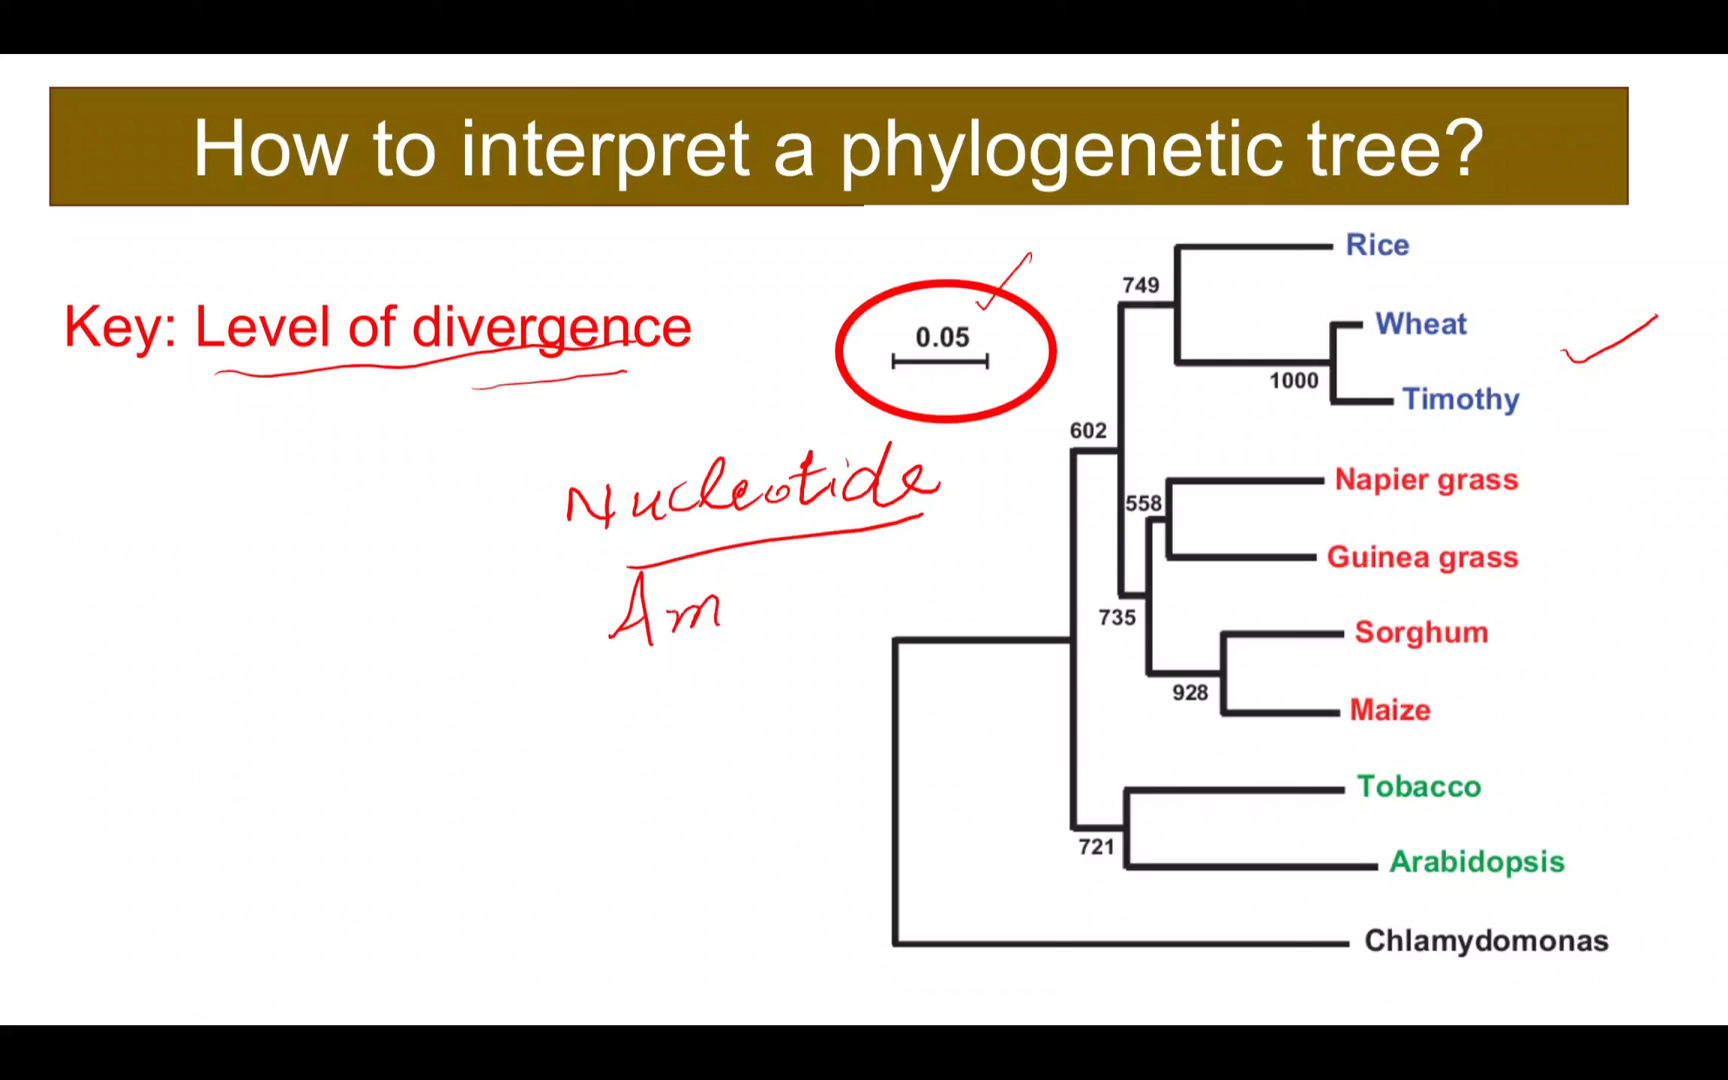 How to interpret a phylogenetic tree?
Key: Level of divergence
0.05
Nucleotide
Am
Rice
749
Wheat
1000
Timothy
602
Napier grass
558
Guinea grass
735
Sorghum
928
Maize
Tobacco
721
Arabidopsis
Chlamydomonas